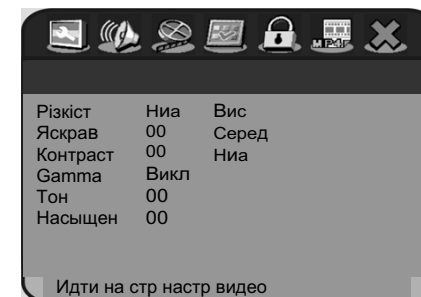 MP4F
Різкіст Ниа Вис
Яскрав 00 Серед
Контраст 00 Ниа
Gamma Викл
Тон 00
Насыщен 00
Идти на стр настр видео